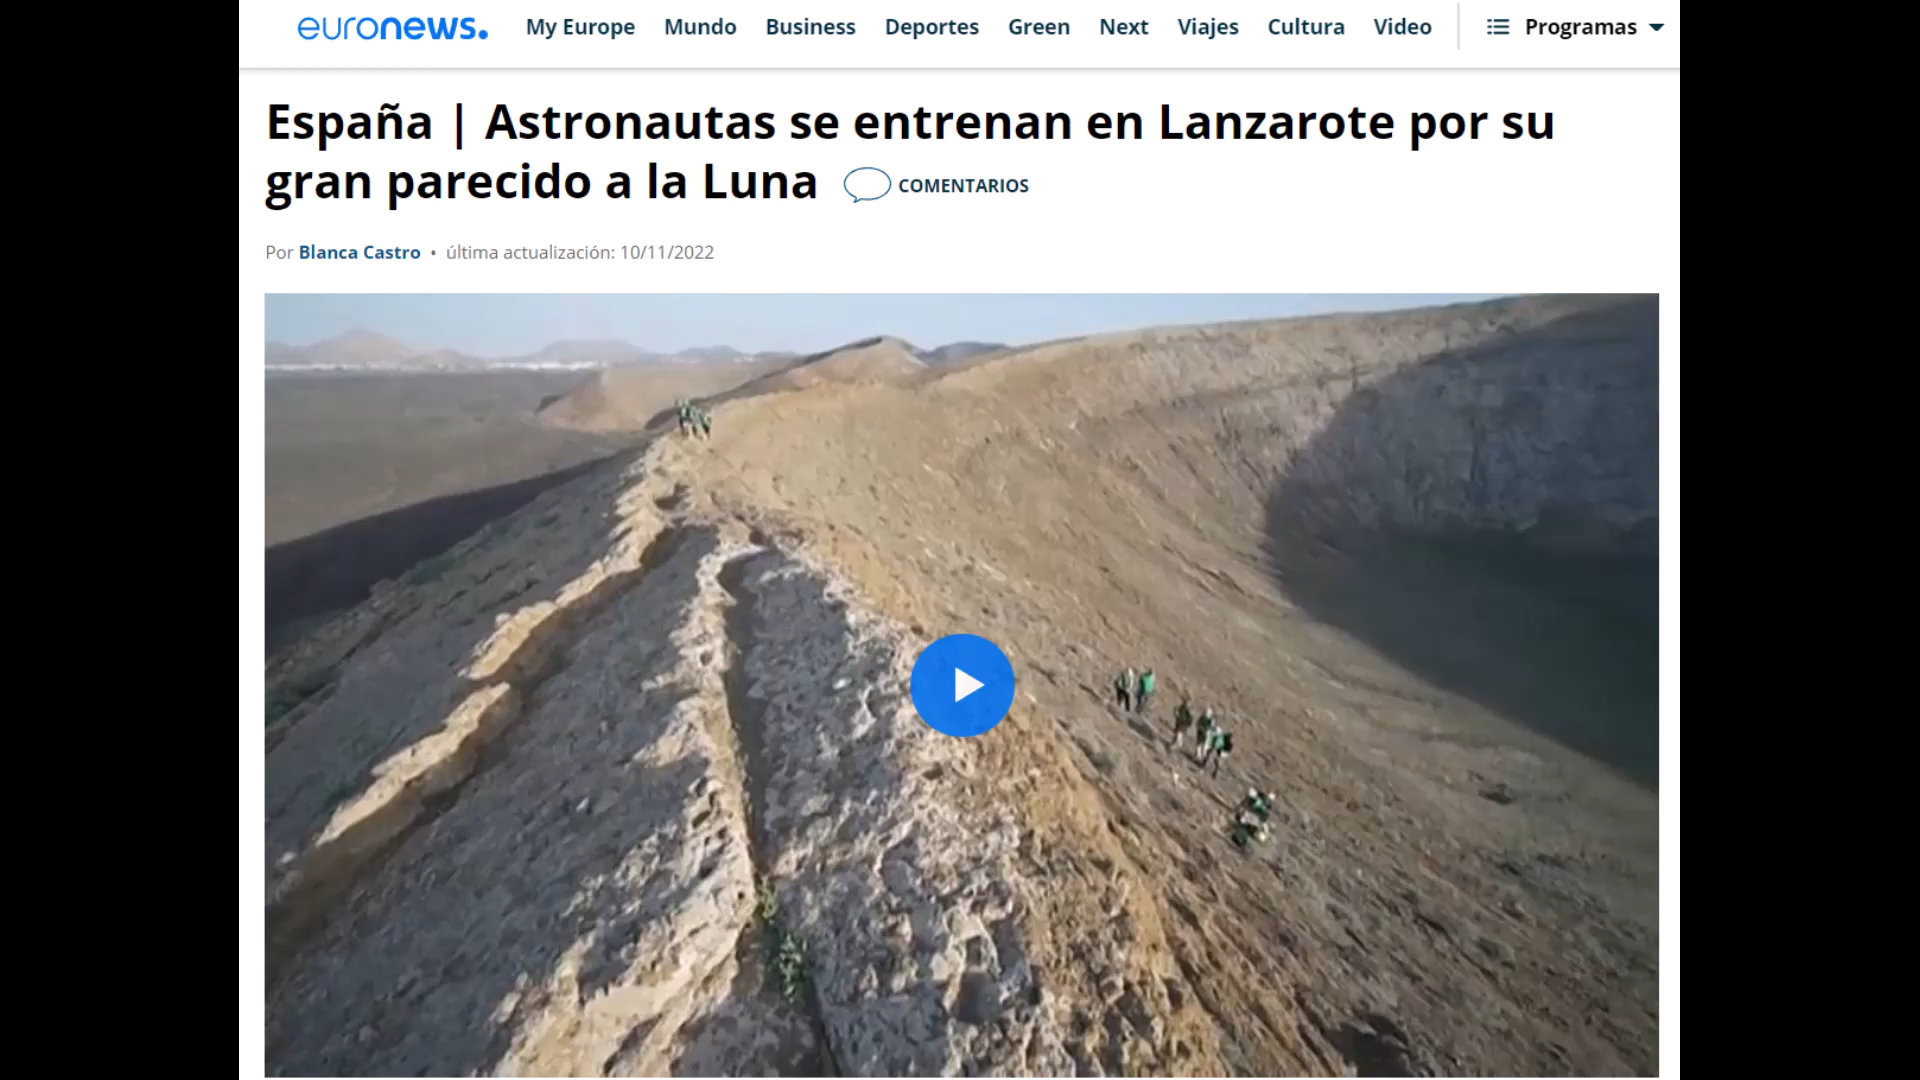 euronews. My Europe Mundo Business Deportes Green Next Viajes Cultura Video Programas
España | Astronautas se entrenan en Lanzarote por su
gran parecido a la Luna COMENTARIOS
Por Blanca Castro • última actualización: 10/11/2022